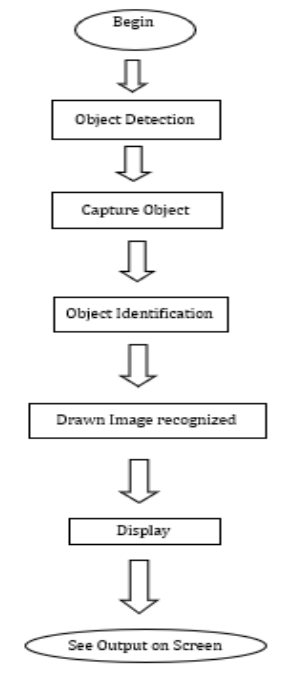 Begin
Object Detection
Capture Object
Object Identification
Drawn Image recognized
Display
See Output on Screen